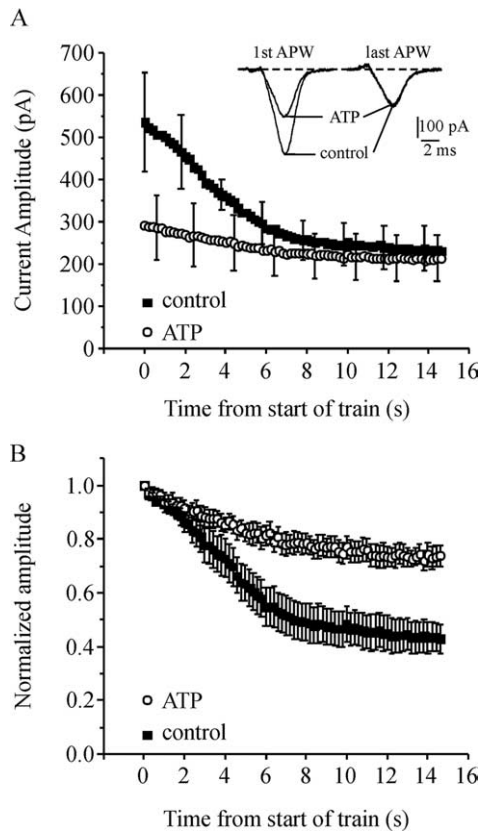 A
700
600
500
400
300
200
100
0
Current Amplitude (pA)
1st APW
last APW
ATP
control
100 pA
2 ms
control
ATP
0 2 4 6 8 10 12 14 16
Time from start of train (s)
B
1.0
0.8
0.6
0.4
0.2
0.0
Normalized amplitude
ATP
control
0 2 4 6 8 10 12 14 16
Time from start of train (s)